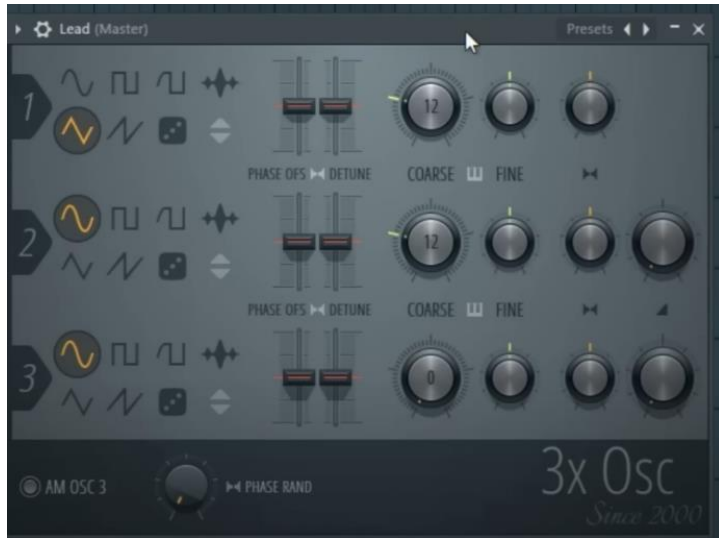 Lead (Master)
Presets
1
12
PHASE OFS DETUNE
COARSE FINE
2
12
PHASE OFS DETUNE
COARSE FINE
3
0
AM OSC 3
PHASE RAND
3x Osc
Since 2000